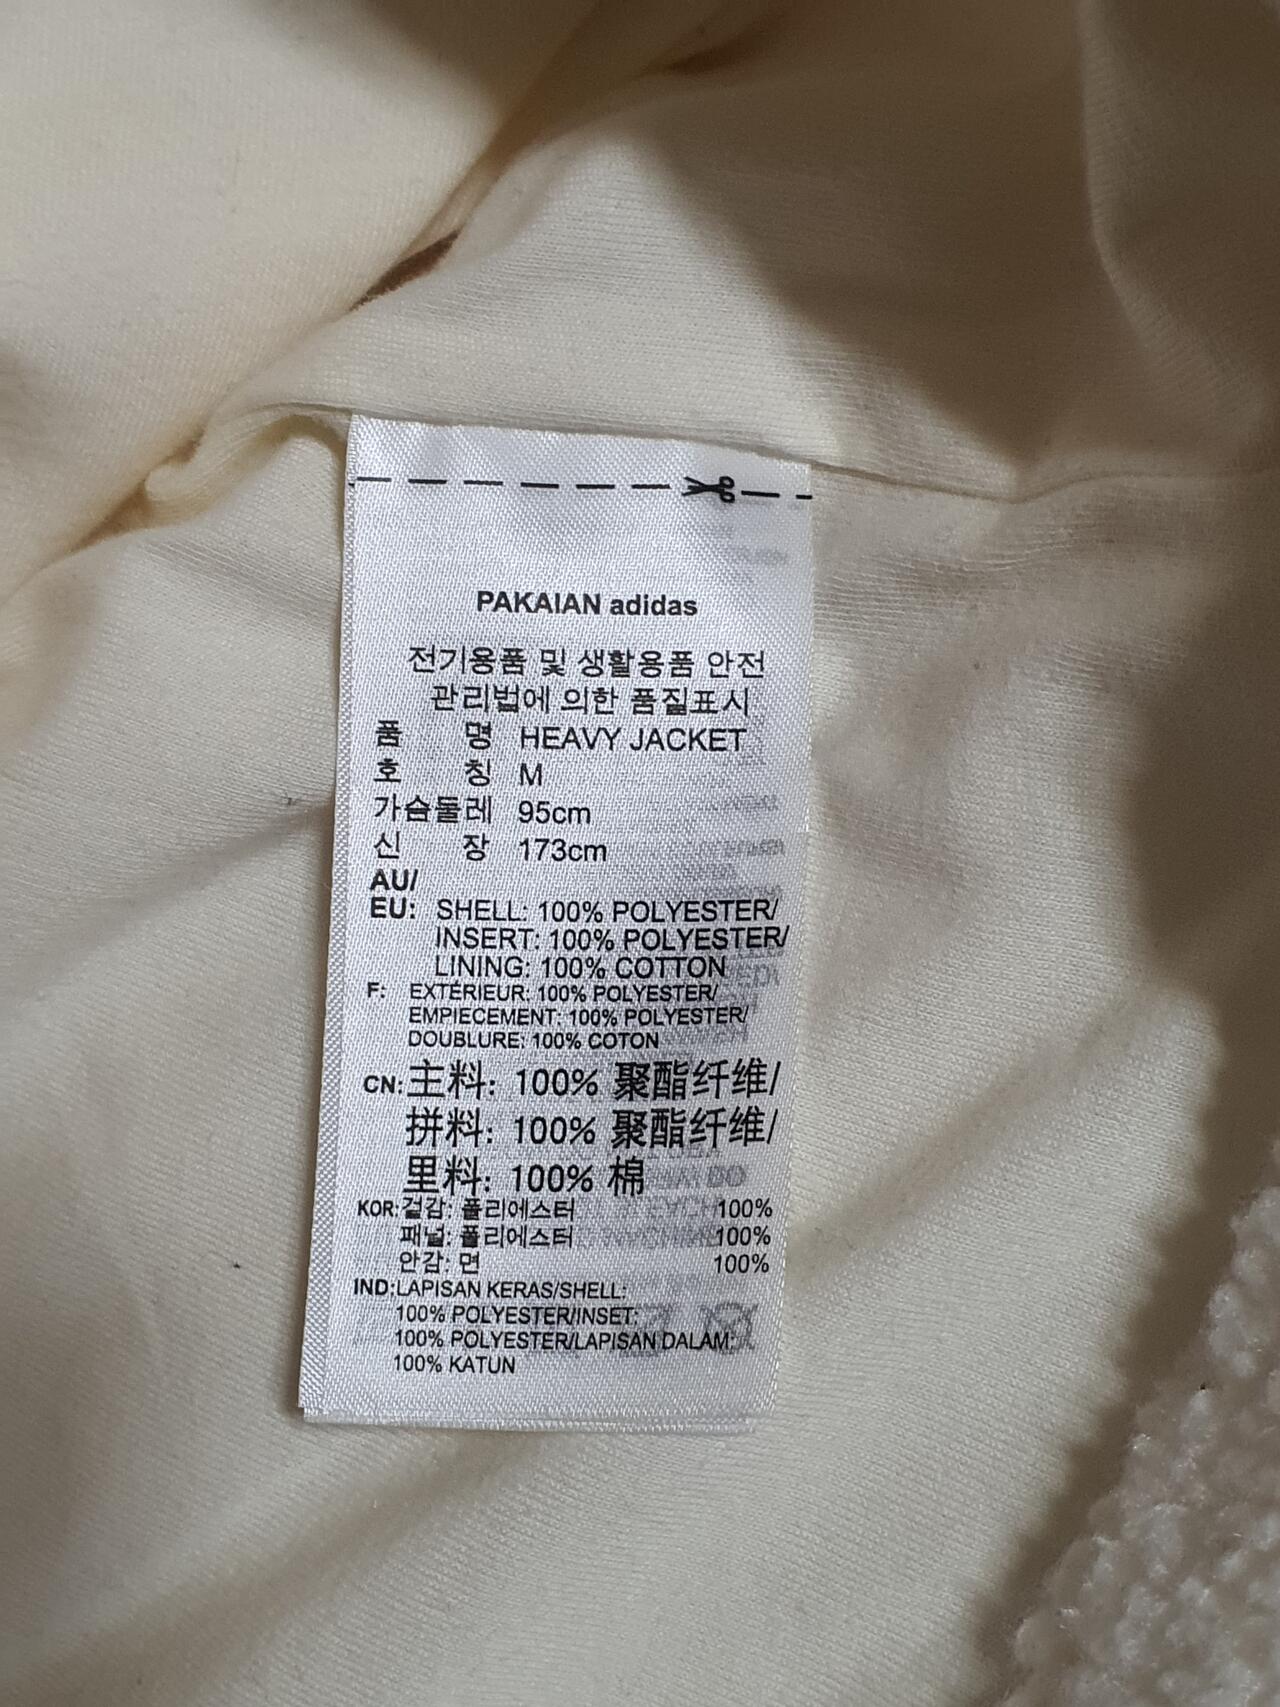 PAKAIAN adidas
전기용품 및 생활용품 안전
관리법에 의한 품질표시
품 명 HEAVY JACKET
호 칭 M
가슴둘레 95cm
신 장 173cm
AU/
EU: SHELL: 100% POLYESTER/
INSERT: 100% POLYESTER/
LINING: 100% COTTON
F: EXTÉRIEUR: 100% POLYESTER/
EMPIECEMENT: 100% POLYESTER/
DOUBLURE: 100% COTON
CN: 主料: 100% 聚酯纤维/
拼料: 100% 聚酯纤维/
里料: 100% 棉
KOR: 겉감: 폴리에스터 100%
패널: 폴리에스터 100%
안감: 면 100%
IND: LAPISAN KERAS/SHELL:
100% POLYESTER/INSET:
100% POLYESTER/LAPISAN DALAM:
100% KATUN